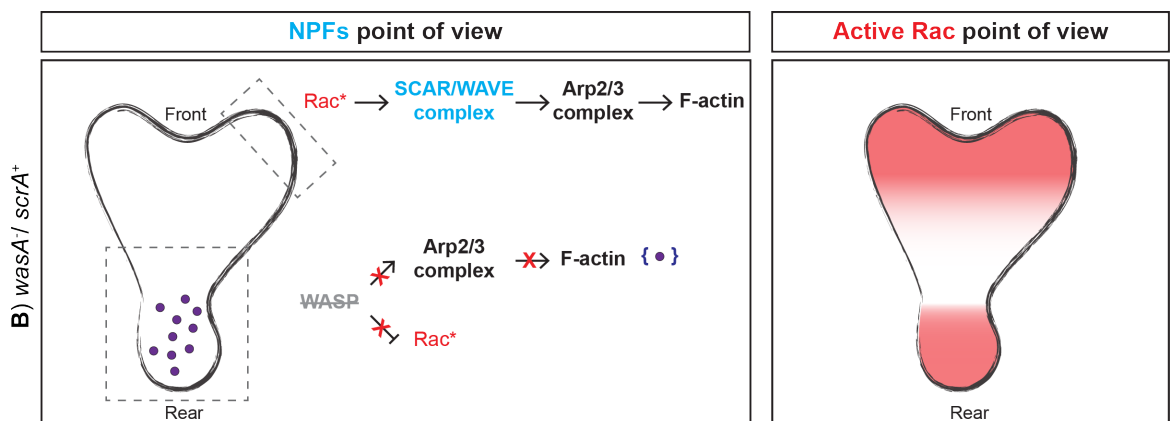 NPFs point of view
Active Rac point of view
B) wasA-/ scrA+
Front
Rac*
SCAR/WAVE
complex
Arp2/3
complex
F-actin
Arp2/3
complex
F-actin
{ }
WASP
Rac*
Rear
Front
Rear